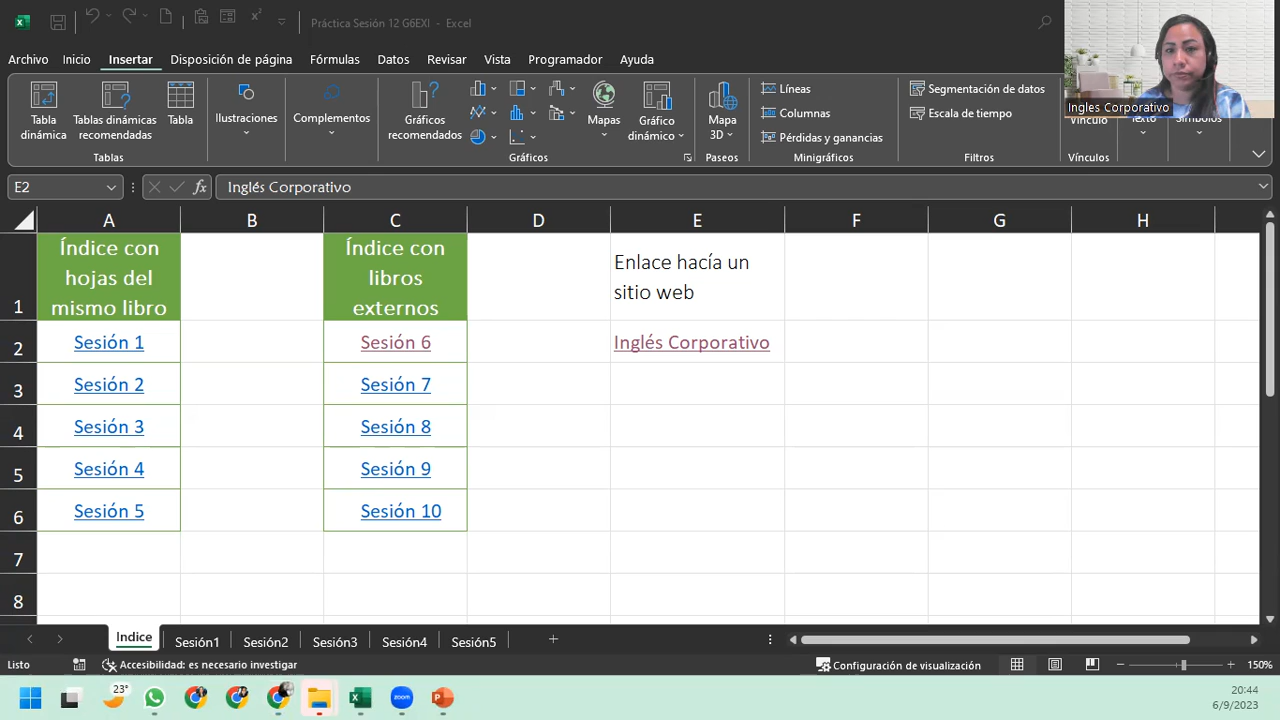 Práctica Sesión 12 G6EXI - Excel
Archivo Inicio Insertar Disposición de página Fórmulas Vista Programador Ayuda
Tabla dinámica
Tablas dinámicas recomendadas
Tabla
Ilustraciones
Complementos
Gráficos recomendados
Mapas
Gráfico dinámico
Mapa 3D
Líneas
Columnas
Pérdidas y ganancias
Segmentación de datos
Escala de tiempo
Vínculo
Texto
Símbolos
Ingles Corporativo
Tablas Gráficos Paseos Minigráficos Filtros Vínculos
E2 fx Inglés Corporativo
A B C D E F G H
1
Índice con
hojas del
mismo libro
Índice con
libros
externos
Enlace hacía un
sitio web
2 Sesión 1 Sesión 6 Inglés Corporativo
3 Sesión 2 Sesión 7
4 Sesión 3 Sesión 8
5 Sesión 4 Sesión 9
6 Sesión 5 Sesión 10
7
8
Indice Sesión1 Sesión2 Sesión3 Sesión4 Sesión5
Listo Accesibilidad: es necesario investigar Configuración de visualización 150%
23°
zoom
20:44
6/9/2023